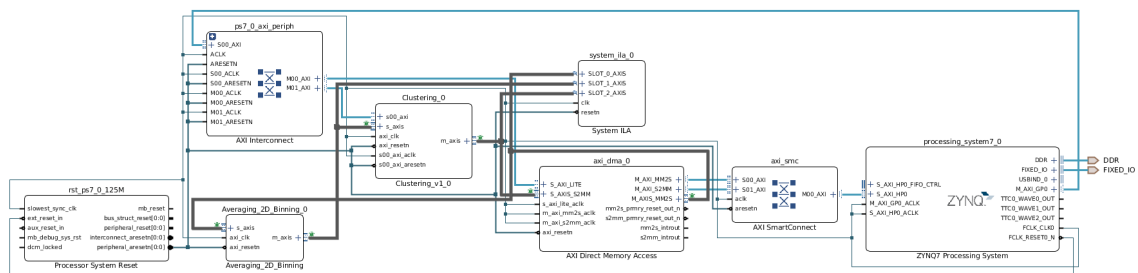 ps7_0_axi_periph
S00_AXI
ACLK
ARESETN
S00_ACLK
S00_ARESETN
M00_ACLK
M00_ARESETN
M01_ACLK
M01_ARESETN
M00_AXI
M01_AXI
AXI Interconnect
system_ila_0
SLOT_0_AXIS
SLOT_1_AXIS
SLOT_2_AXIS
clk
resetn
System ILA
Clustering_0
s00_axi
s_axis
axi_clk
axi_resetn
s00_axi_aclk
s00_axi_aresetn
m_axis
Clustering_v1_0
rst_ps7_0_125M
slowest_sync_clk
ext_reset_in
aux_reset_in
mb_debug_sys_rst
dcm_locked
mb_reset
bus_struct_reset[0:0]
peripheral_reset[0:0]
interconnect_aresetn[0:0]
peripheral_aresetn[0:0]
Processor System Reset
Averaging_2D_Binning_0
s_axis
axi_clk
axi_resetn
m_axis
Averaging_2D_Binning
axi_dma_0
S_AXI_LITE
S_AXIS_S2MM
s_axi_lite_aclk
m_axi_mm2s_aclk
m_axi_s2mm_aclk
axi_resetn
M_AXI_MM2S
M_AXI_S2MM
M_AXIS_MM2S
mm2s_prmry_reset_out_n
s2mm_prmry_reset_out_n
mm2s_introut
s2mm_introut
AXI Direct Memory Access
axi_smc
S00_AXI
S01_AXI
aclk
aresetn
M00_AXI
AXI SmartConnect
processing_system7_0
S_AXI_HP0_FIFO_CTRL
S_AXI_HP0
M_AXI_GP0_ACLK
S_AXI_HP0_ACLK
ZYNQ
DDR
FIXED_IO
USBIND_0
M_AXI_GP0
TTC0_WAVE0_OUT
TTC0_WAVE1_OUT
TTC0_WAVE2_OUT
FCLK_CLK0
FCLK_RESET0_N
ZYNQ7 Processing System
DDR
FIXED_IO